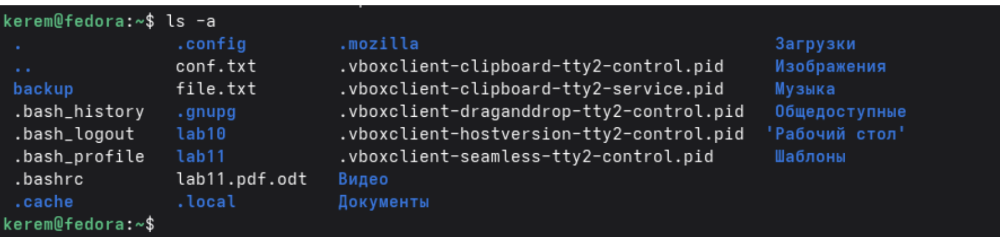 kerem@fedora:~$ ls -a
. .config .mozilla Загрузки
.. conf.txt .vboxclient-clipboard-tty2-control.pid Изображения
backup file.txt .vboxclient-clipboard-tty2-service.pid Музыка
.bash_history .gnupg .vboxclient-draganddrop-tty2-control.pid Общедоступные
.bash_logout lab10 .vboxclient-hostversion-tty2-control.pid 'Рабочий стол'
.bash_profile lab11 .vboxclient-seamless-tty2-control.pid Шаблоны
.bashrc lab11.pdf.odt Видео
.cache .local Документы
kerem@fedora:~$